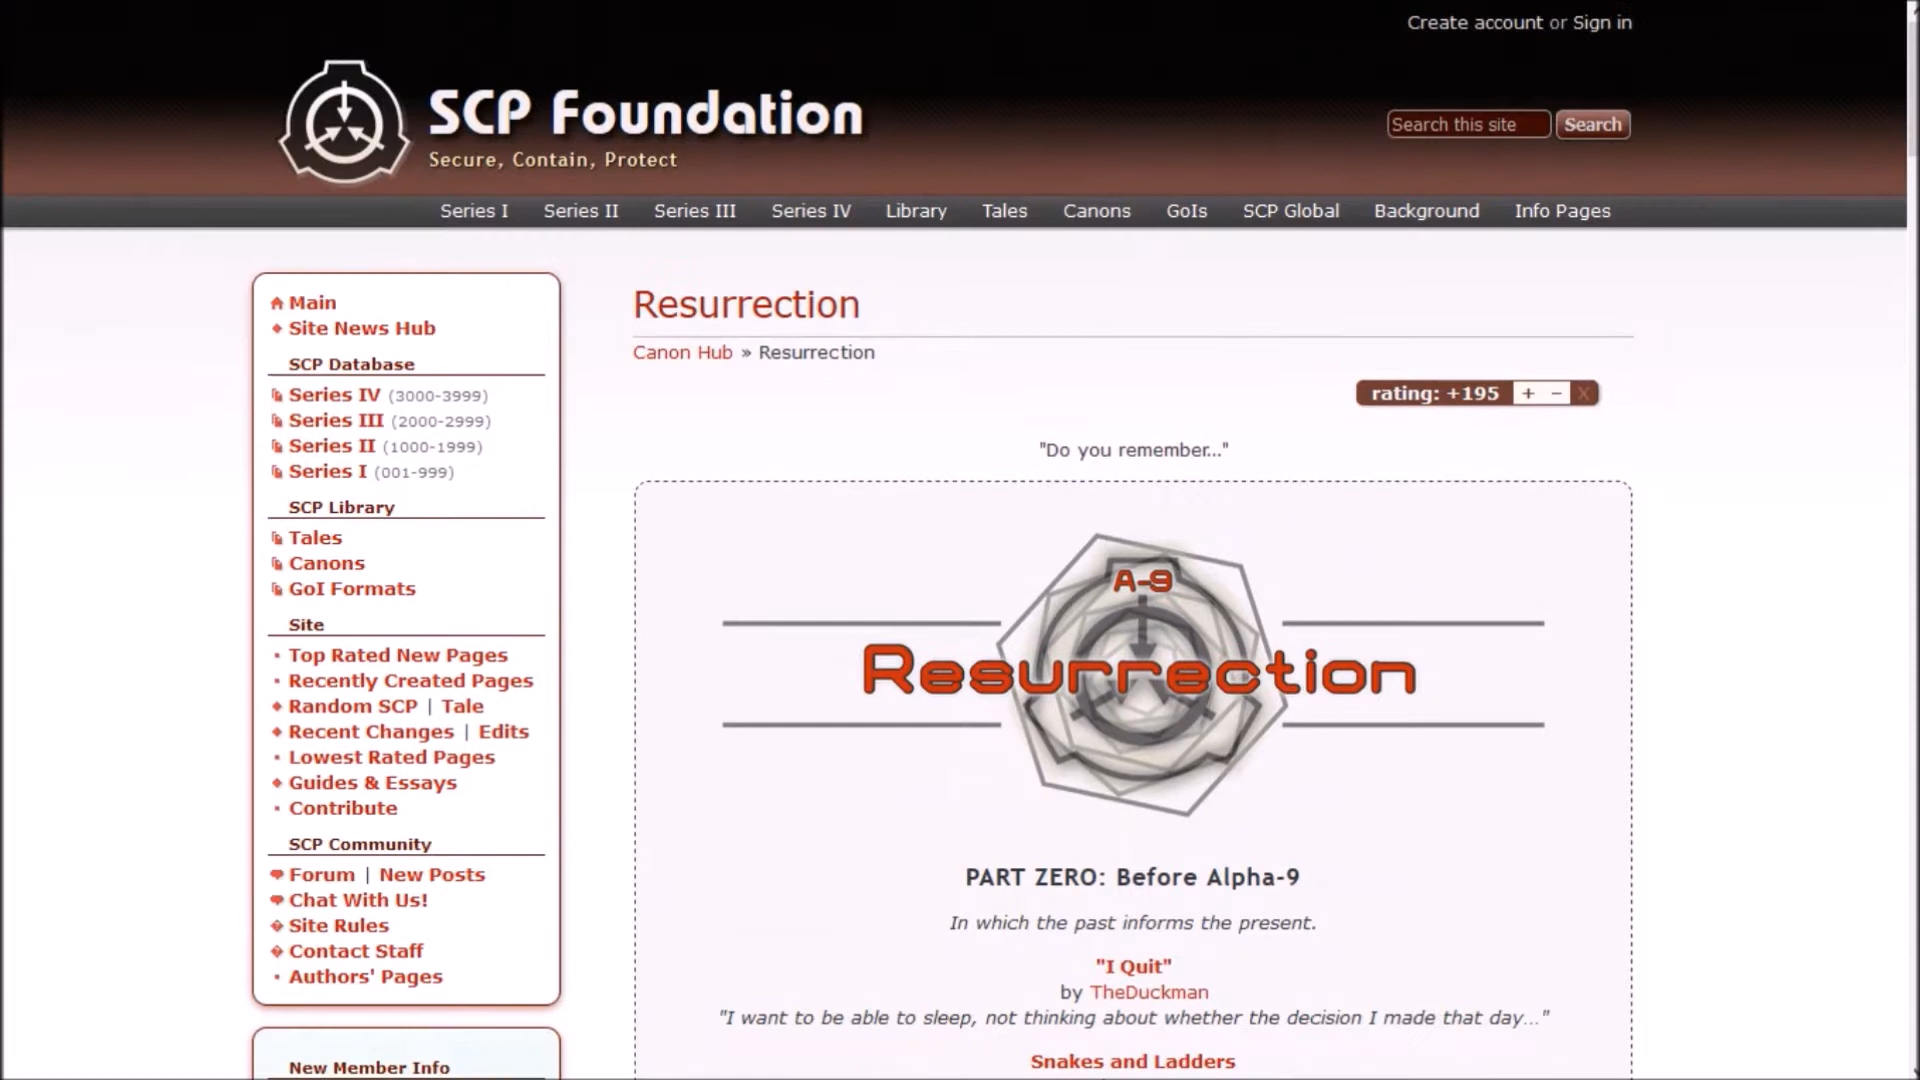 Create account or Sign in
SCP Foundation
Secure, Contain, Protect
Search this site
Search
Series I Series II Series III Series IV Library Tales Canons GoIs SCP Global Background Info Pages
Main
Site News Hub
SCP Database
Series IV (3000-3999)
Series III (2000-2999)
Series II (1000-1999)
Series I (001-999)
SCP Library
Tales
Canons
GoI Formats
Site
Top Rated New Pages
Recently Created Pages
Random SCP | Tale
Recent Changes | Edits
Lowest Rated Pages
Guides & Essays
Contribute
SCP Community
Forum | New Posts
Chat With Us!
Site Rules
Contact Staff
Authors' Pages
New Member Info
Resurrection
Canon Hub » Resurrection
rating: +195 + − X
"Do you remember..."
A-9
Resurrection
PART ZERO: Before Alpha-9
In which the past informs the present.
"I Quit"
by TheDuckman
"I want to be able to sleep, not thinking about whether the decision I made that day..."
Snakes and Ladders